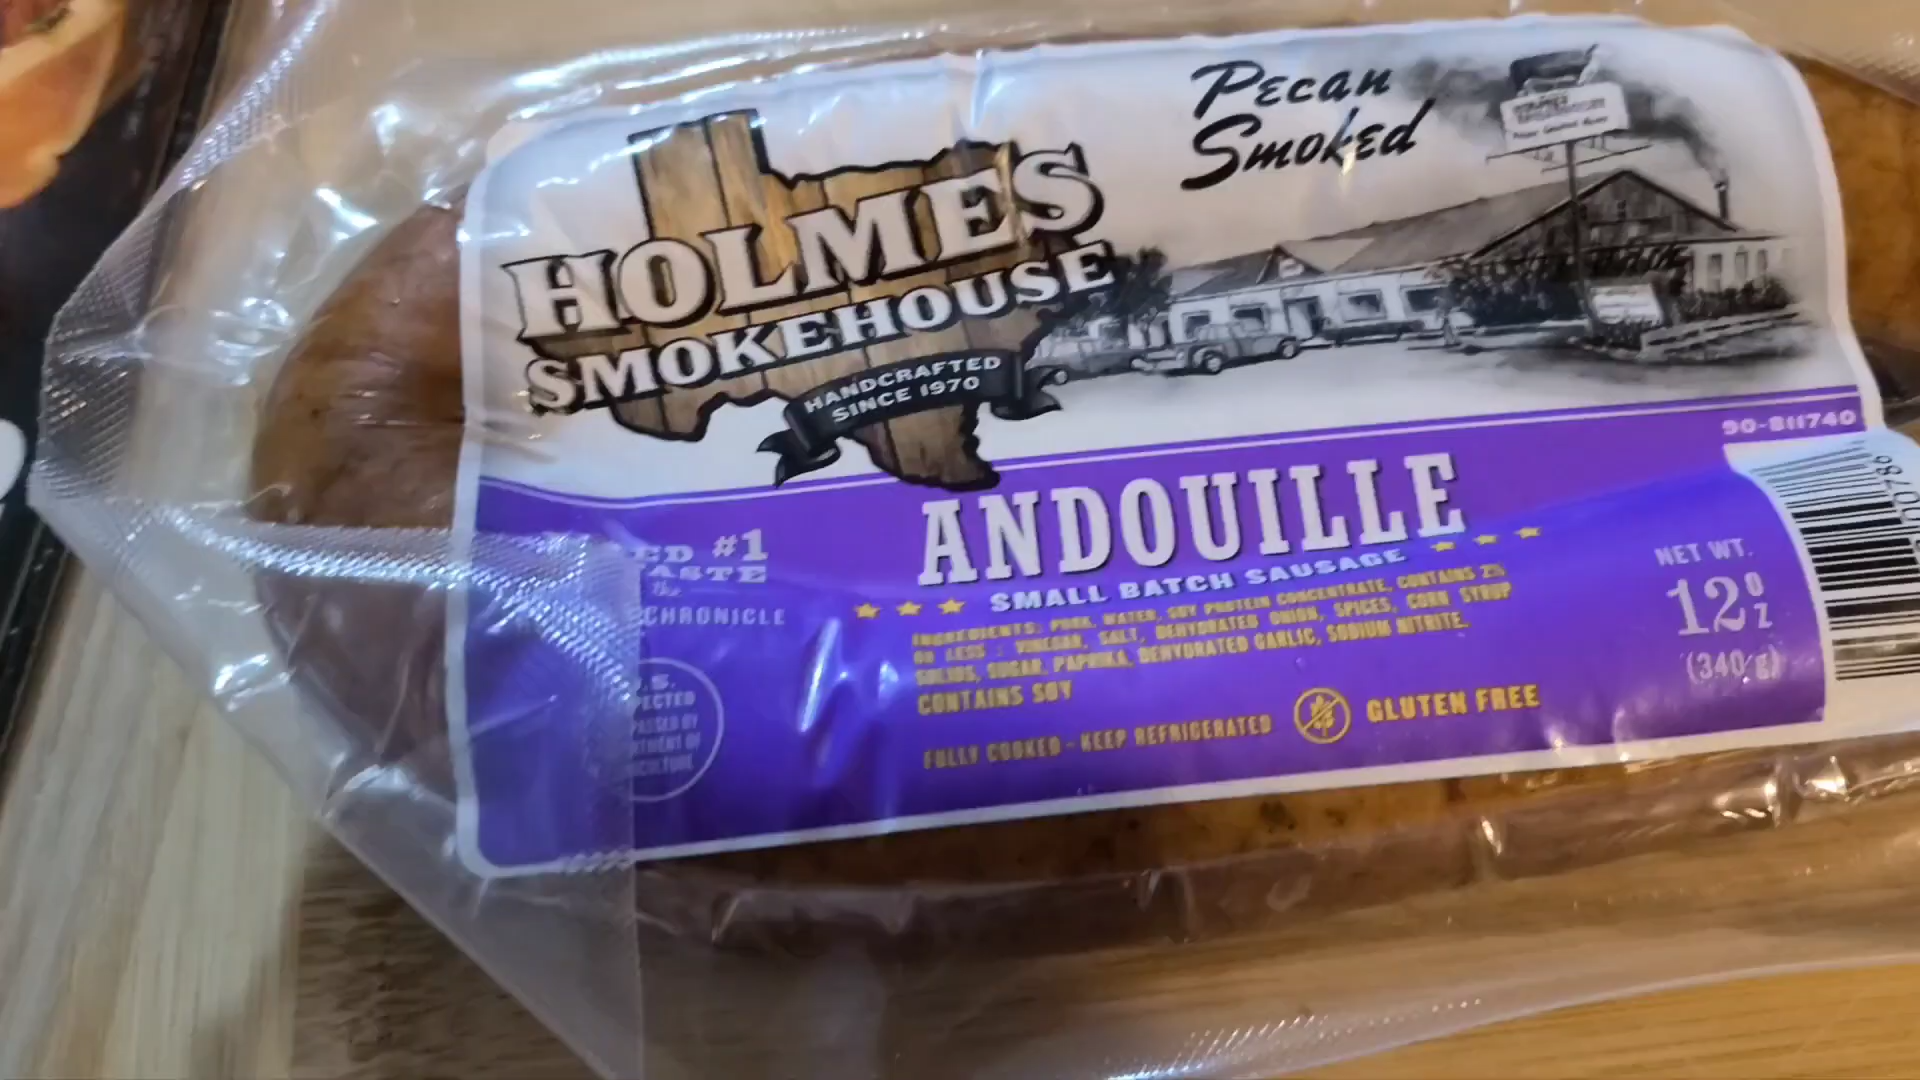 Pecan
Smoked
HOLMES
SMOKEHOUSE
HANDCRAFTED
SINCE 1970
90-811740
ANDOUILLE
SMALL BATCH SAUSAGE
#1
CHRONICLE
INGREDIENTS: PORK, WATER, SOY PROTEIN CONCENTRATE, CONTAINS 2%
OR LESS : VINEGAR, SALT, DEHYDRATED ONION, SPICES, CORN SYRUP
SOLIDS, SUGAR, PAPRIKA, DEHYDRATED GARLIC, SODIUM NITRITE.
CONTAINS SOY
FULLY COOKED - KEEP REFRIGERATED
GLUTEN FREE
NET WT.
12 OZ
(340 g)